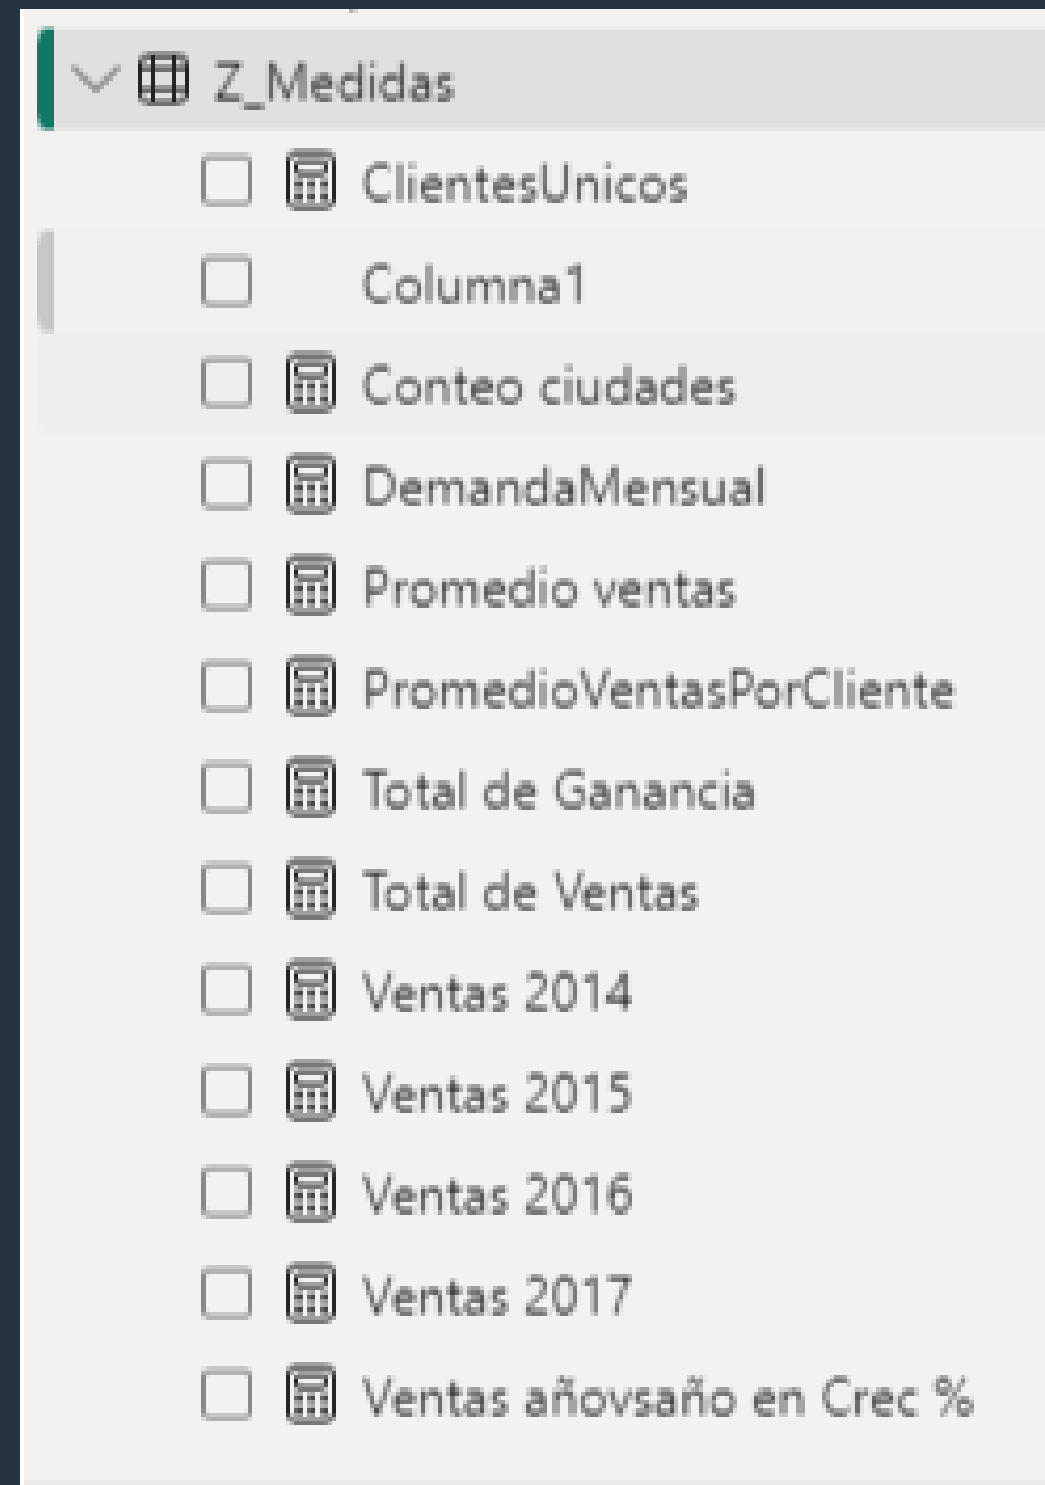 Z_Medidas
ClientesUnicos
Columna1
Conteo ciudades
DemandaMensual
Promedio ventas
PromedioVentasPorCliente
Total de Ganancia
Total de Ventas
Ventas 2014
Ventas 2015
Ventas 2016
Ventas 2017
Ventas añovsaño en Crec %